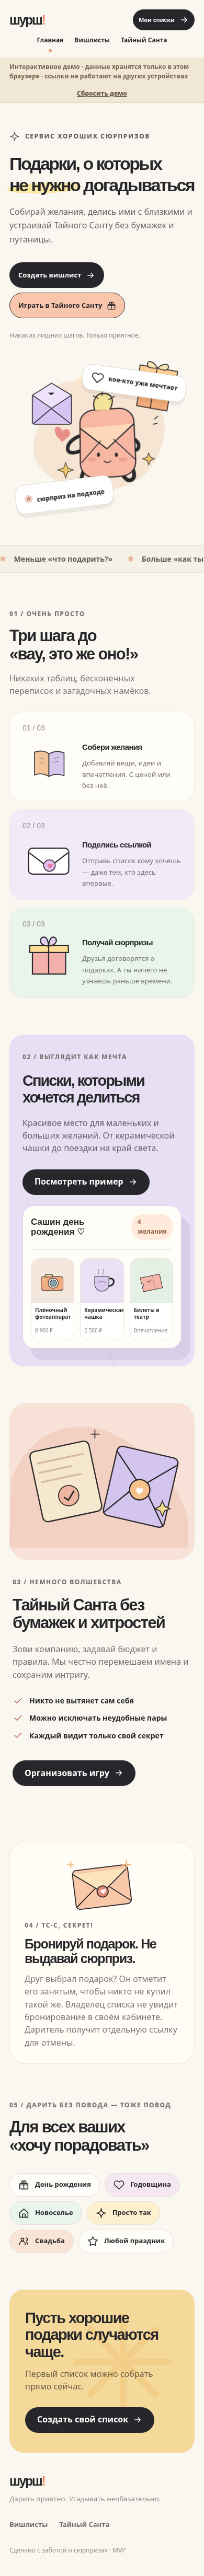 шурш!
Мои списки
Главная Вишлисты Тайный Санта
Интерактивное демо · данные хранятся только в этом
браузере · ссылки не работают на других устройствах
Сбросить демо
СЕРВИС ХОРОШИХ СЮРПРИЗОВ
Подарки, о которых
не нужно догадываться
Собирай желания, делись ими с близкими и
устраивай Тайного Санту без бумажек и
путаницы.
Создать вишлист
Играть в Тайного Санту
Никаких лишних шагов. Только приятное.
кое-кто уже мечтает
сюрприз на подходе
Меньше «что подарить?» Больше «как ты
01 / ОЧЕНЬ ПРОСТО
Три шага до
«вау, это же оно!»
Никаких таблиц, бесконечных
переписок и загадочных намёков.
01 / 03
Собери желания
Добавляй вещи, идеи и
впечатления. С ценой или
без неё.
02 / 03
Поделись ссылкой
Отправь список кому хочешь
— даже тем, кто здесь
впервые.
03 / 03
Получай сюрпризы
Друзья договорятся о
подарках. А ты ничего не
узнаешь раньше времени.
02 / ВЫГЛЯДИТ КАК МЕЧТА
Списки, которыми
хочется делиться
Красивое место для маленьких и
больших желаний. От керамической
чашки до поездки на край света.
Посмотреть пример
Сашин день
рождения ♡
4
желания
Плёночный
фотоаппарат
8 900 ₽
Керамическая
чашка
2 500 ₽
Билеты в
театр
Впечатление
03 / НЕМНОГО ВОЛШЕБСТВА
Тайный Санта без
бумажек и хитростей
Зови компанию, задавай бюджет и
правила. Мы честно перемешаем имена и
сохраним интригу.
Никто не вытянет сам себя
Можно исключать неудобные пары
Каждый видит только свой секрет
Организовать игру
04 / ТС-С, СЕКРЕТ!
Бронируй подарок. Не
выдавай сюрприз.
Друг выбрал подарок? Он отметит
его занятым, чтобы никто не купил
такой же. Владелец списка не увидит
бронирование в своём кабинете.
Даритель получит отдельную ссылку
для отмены.
05 / ДАРИТЬ БЕЗ ПОВОДА — ТОЖЕ ПОВОД
Для всех ваших
«хочу порадовать»
День рождения
Годовщина
Новоселье
Просто так
Свадьба
Любой праздник
Пусть хорошие
подарки случаются
чаще.
Первый список можно собрать
прямо сейчас.
Создать свой список
шурш!
Дарить приятно. Угадывать необязательно.
Вишлисты Тайный Санта
Сделано с заботой о сюрпризах · MVP